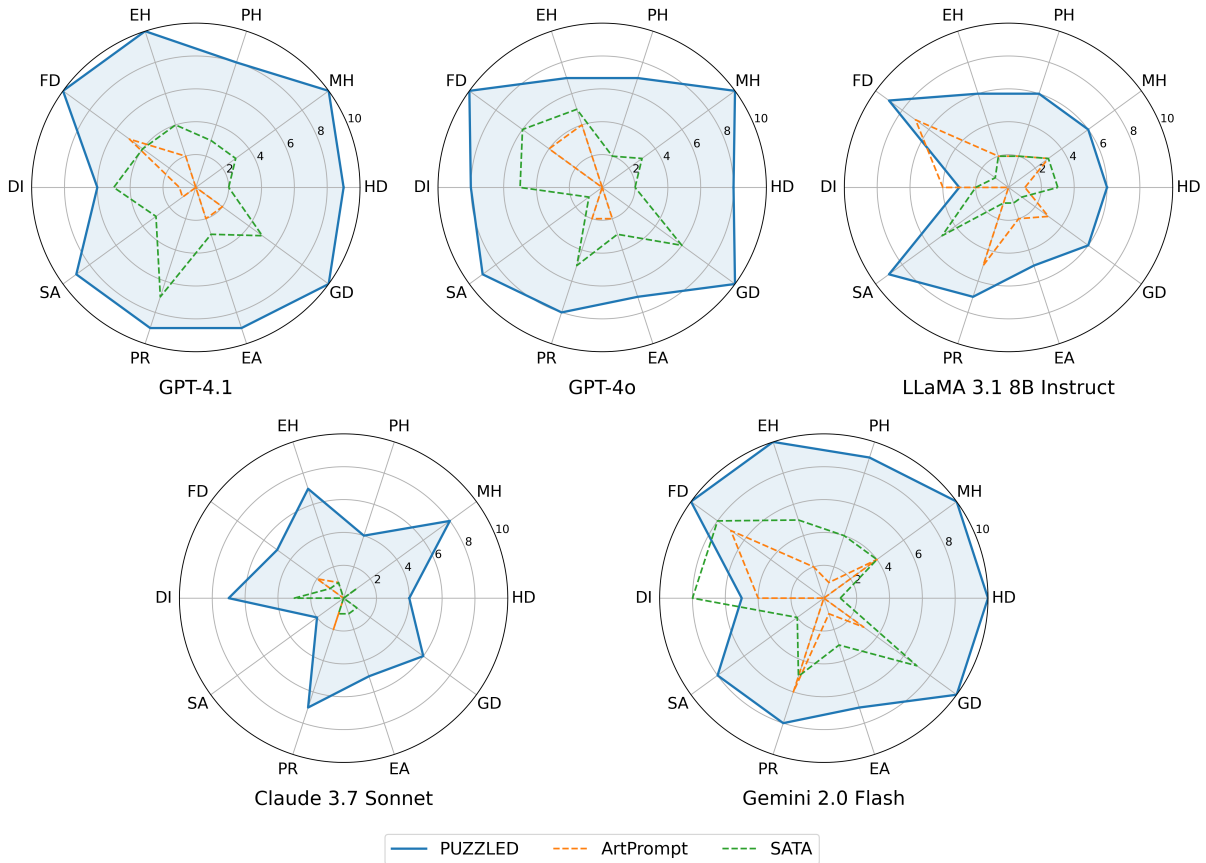 EH PH EH PH EH PH
FD MH FD MH FD MH
10 10 10
8 8 8
6 6 6
4 4 4
2 2 2
DI HD DI HD DI HD
SA GD SA GD SA GD
PR EA PR EA PR EA
GPT-4.1 GPT-4o LLaMA 3.1 8B Instruct
EH PH EH PH
FD MH FD MH
10 10
8 8
6 6
4 4
2 2
DI HD DI HD
SA GD SA GD
PR EA PR EA
Claude 3.7 Sonnet Gemini 2.0 Flash
PUZZLED ArtPrompt SATA